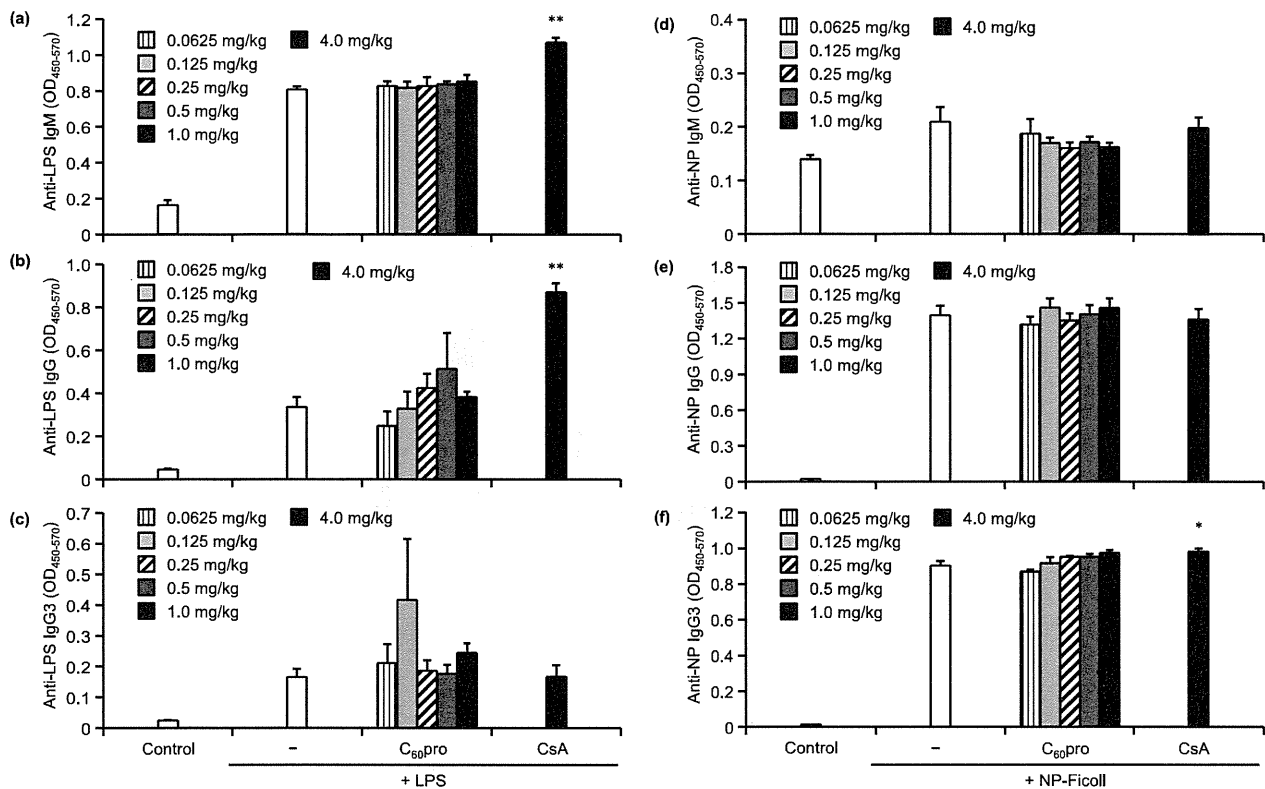 (a)
Anti-LPS IgM (OD450-570)
1.2
1.0
0.8
0.6
0.4
0.2
0
0.0625 mg/kg
4.0 mg/kg
0.125 mg/kg
0.25 mg/kg
0.5 mg/kg
1.0 mg/kg
**
(b)
Anti-LPS IgG (OD450-570)
1.0
0.8
0.6
0.4
0.2
0
0.0625 mg/kg
4.0 mg/kg
0.125 mg/kg
0.25 mg/kg
0.5 mg/kg
1.0 mg/kg
**
(c)
Anti-LPS IgG3 (OD450-570)
0.7
0.6
0.5
0.4
0.3
0.2
0.1
0
0.0625 mg/kg
4.0 mg/kg
0.125 mg/kg
0.25 mg/kg
0.5 mg/kg
1.0 mg/kg
Control
–
C60pro
CsA
+ LPS
(d)
Anti-NP IgM (OD450-570)
0.4
0.3
0.2
0.1
0
0.0625 mg/kg
4.0 mg/kg
0.125 mg/kg
0.25 mg/kg
0.5 mg/kg
1.0 mg/kg
(e)
Anti-NP IgG (OD450-570)
1.8
1.5
1.2
0.9
0.6
0.3
0
0.0625 mg/kg
4.0 mg/kg
0.125 mg/kg
0.25 mg/kg
0.5 mg/kg
1.0 mg/kg
(f)
Anti-NP IgG3 (OD450-570)
1.2
1.0
0.8
0.6
0.4
0.2
0
0.0625 mg/kg
4.0 mg/kg
0.125 mg/kg
0.25 mg/kg
0.5 mg/kg
1.0 mg/kg
*
Control
–
C60pro
CsA
+ NP-Ficoll